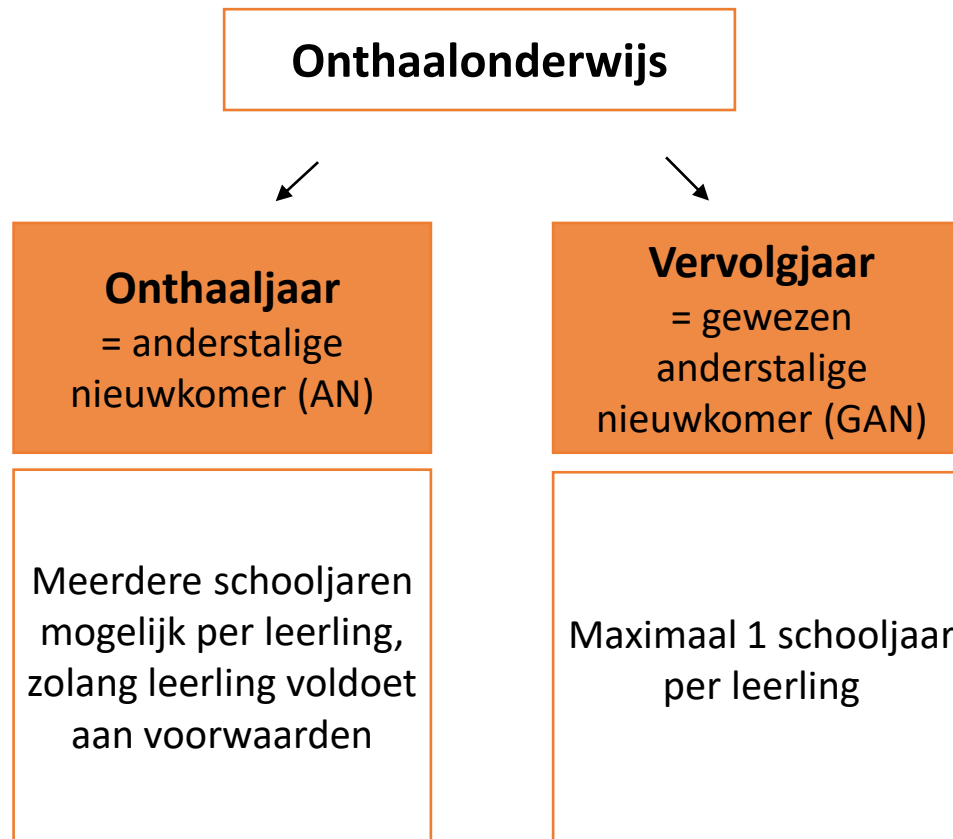 Onthaalonderwijs
Onthaaljaar
= anderstalige
nieuwkomer (AN)
Vervolgjaar
= gewezen
anderstalige
nieuwkomer (GAN)
Meerdere schooljaren
mogelijk per leerling,
zolang leerling voldoet
aan voorwaarden
Maximaal 1 schooljaar
per leerling